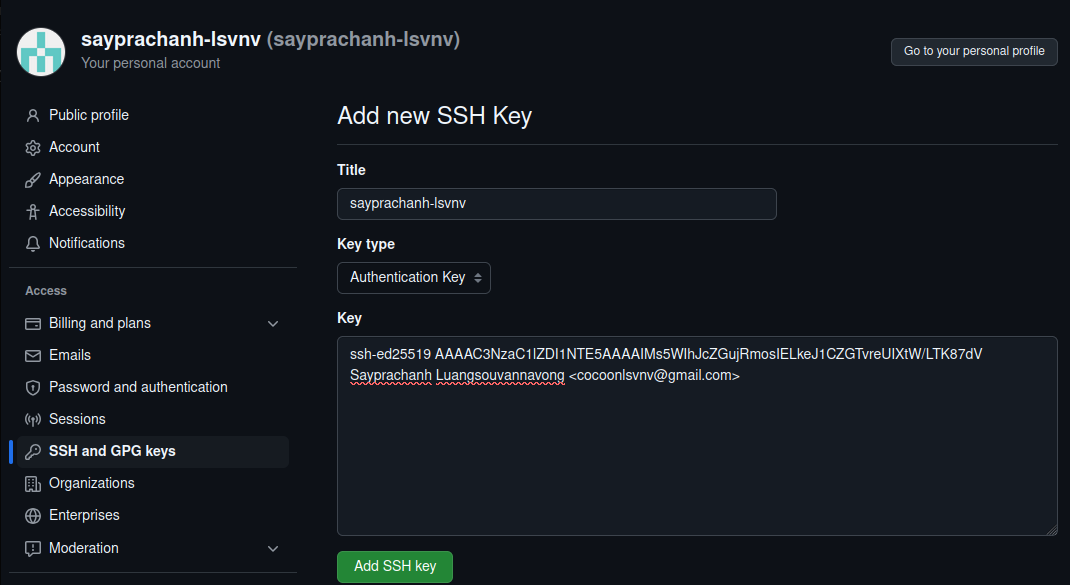 sayprachanh-lsvnv (sayprachanh-lsvnv)
Your personal account
Go to your personal profile
Public profile
Account
Appearance
Accessibility
Notifications
Access
Billing and plans
Emails
Password and authentication
Sessions
SSH and GPG keys
Organizations
Enterprises
Moderation
Add new SSH Key
Title
sayprachanh-lsvnv
Key type
Authentication Key
Key
ssh-ed25519 AAAAC3NzaC1lZDI1NTE5AAAAIMs5WIhJcZGujRmosIELkeJ1CZGTvreUIXtW/LTK87dV
Sayprachanh Luangsouvannavong <cocoonlsvnv@gmail.com>
Add SSH key